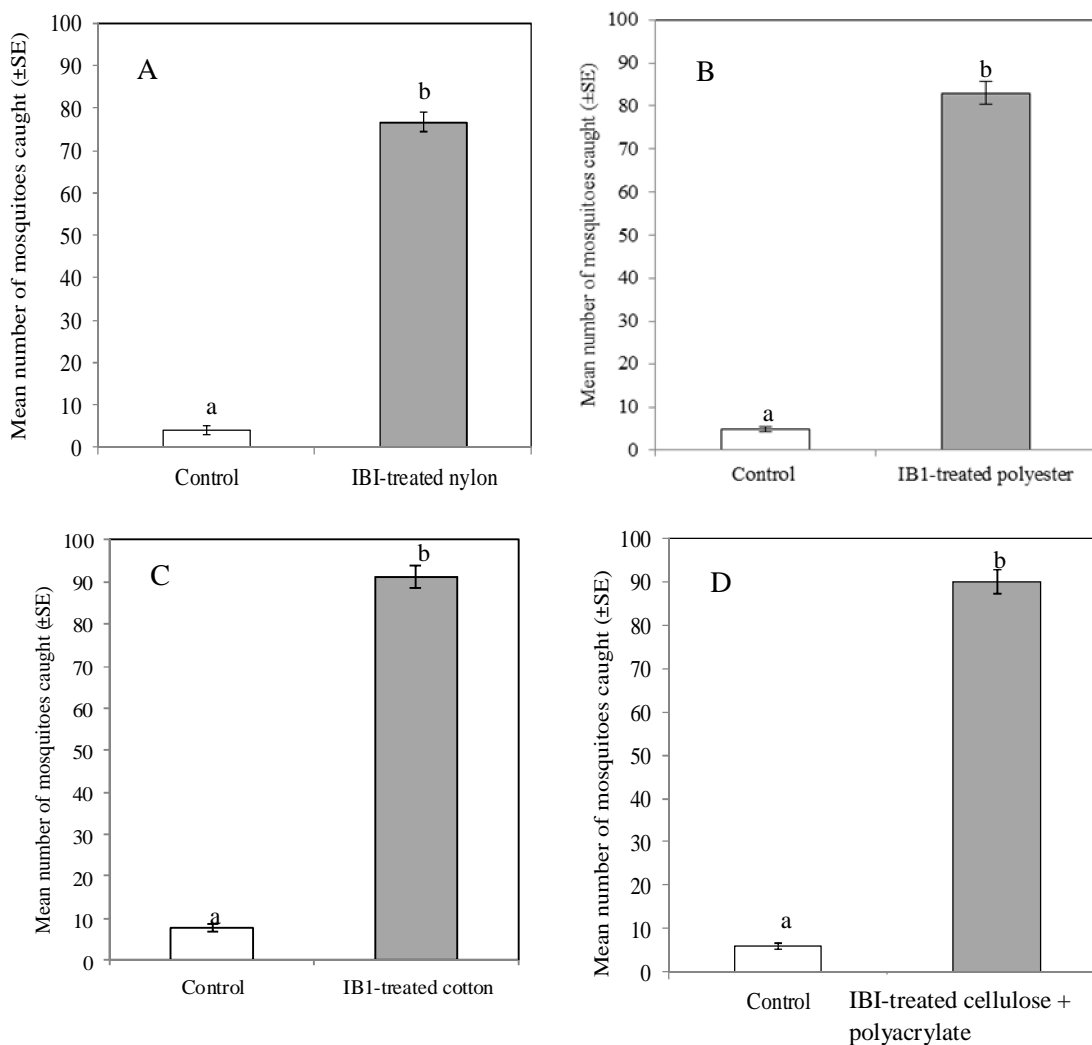 Mean number of mosquitoes caught (±SE)
100
90
80
70
60
50
40
30
20
10
0
A
a
b
Control
IBI-treated nylon
Mean number of mosquitoes caught (±SE)
100
90
80
70
60
50
40
30
20
10
0
B
a
b
Control
IB1-treated polyester
Mean number of mosquitoes caught (±SE)
100
90
80
70
60
50
40
30
20
10
0
C
a
b
Control
IB1-treated cotton
Mean number of mosquitoes caught (±SE)
100
90
80
70
60
50
40
30
20
10
0
D
a
b
Control
IBI-treated cellulose +
polyacrylate